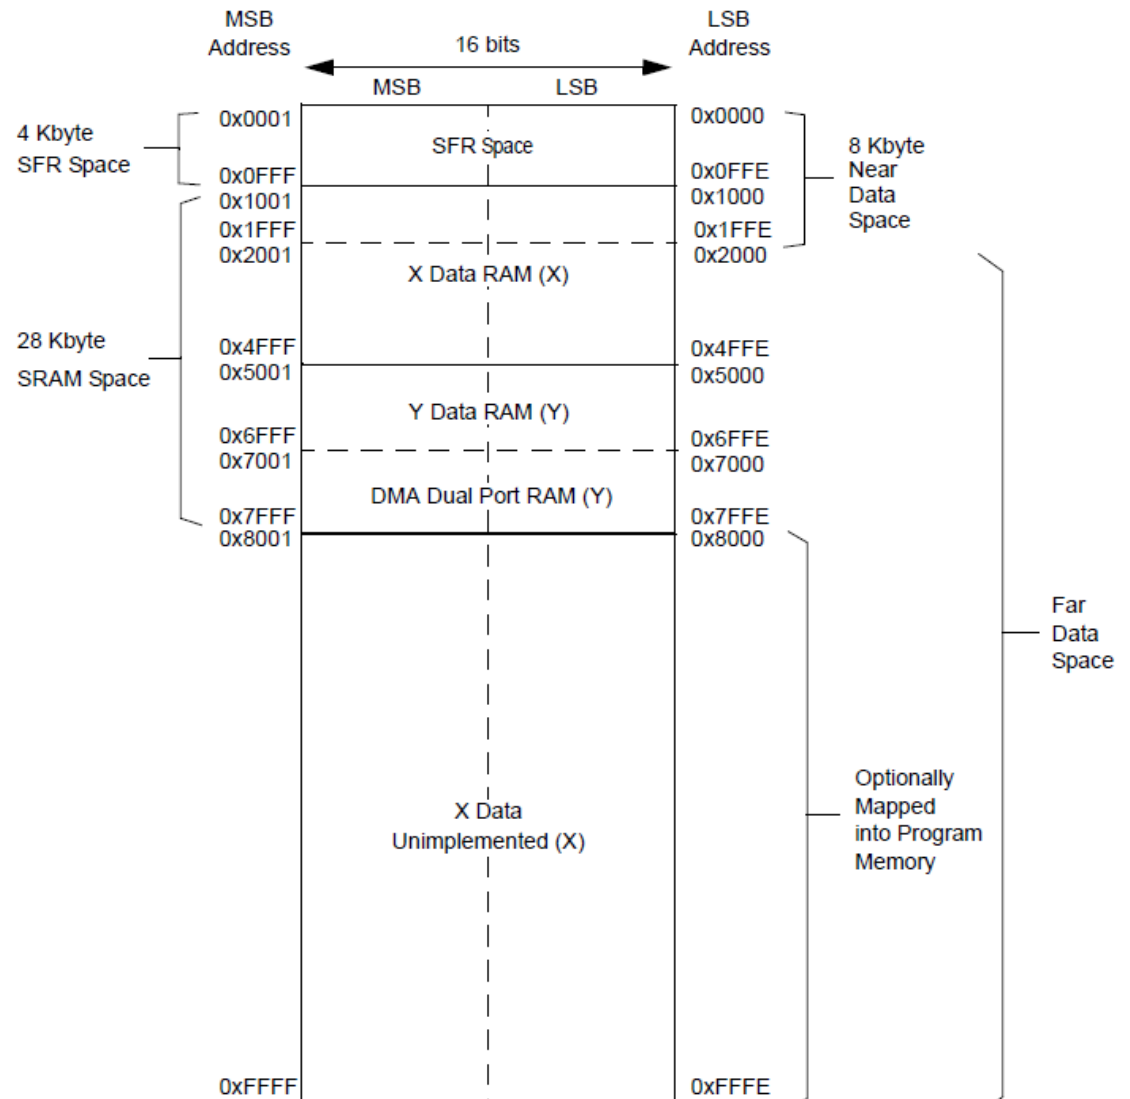 MSB
Address
16 bits
LSB
Address
MSB
LSB
4 Kbyte
SFR Space
0x0001
0x0FFF
SFR Space
0x0000
0x0FFE
8 Kbyte
Near
Data
Space
28 Kbyte
SRAM Space
0x1001
0x1FFF
0x2001
0x1000
0x1FFE
0x2000
X Data RAM (X)
0x4FFF
0x5001
0x4FFE
0x5000
Y Data RAM (Y)
0x6FFF
0x7001
0x6FFE
0x7000
DMA Dual Port RAM (Y)
0x7FFF
0x8001
0x7FFE
0x8000
Far
Data
Space
X Data
Unimplemented (X)
Optionally
Mapped
into Program
Memory
0xFFFF
0xFFFE